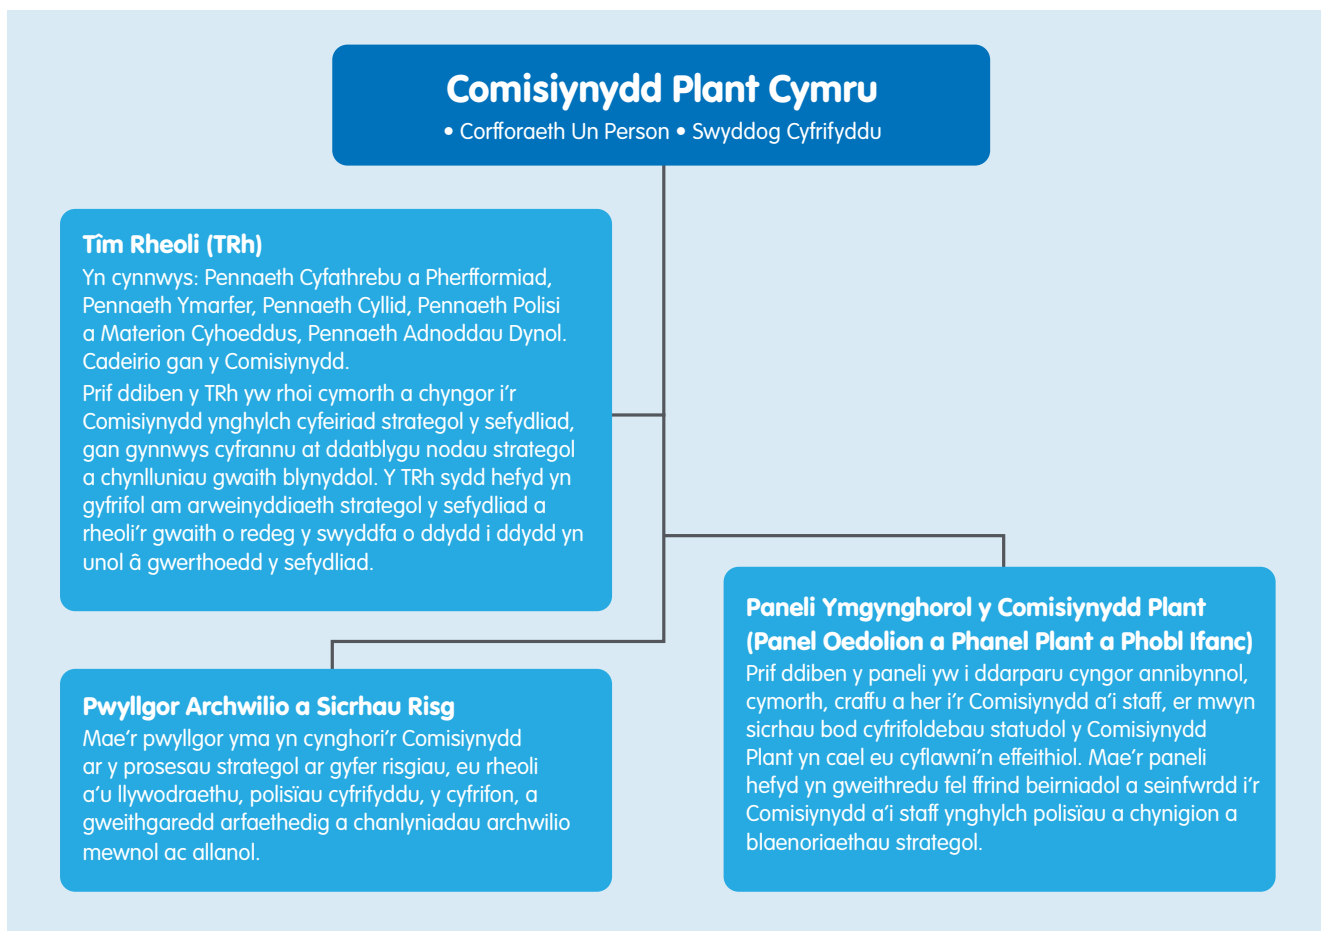 Comisiynydd Plant Cymru
• Corfforaeth Un Person • Swyddog Cyfrifyddu
Tîm Rheoli (TRh)
Yn cynnwys: Pennaeth Cyfathrebu a Pherfformiad,
Pennaeth Ymarfer, Pennaeth Cyllid, Pennaeth Polisi
a Materion Cyhoeddus, Pennaeth Adnoddau Dynol.
Cadeirio gan y Comisiynydd.
Prif ddiben y TRh yw rhoi cymorth a chyngor i’r
Comisiynydd ynghylch cyfeiriad strategol y sefydliad,
gan gynnwys cyfrannu at ddatblygu nodau strategol
a chynlluniau gwaith blynyddol. Y TRh sydd hefyd yn
gyfrifol am arweinyddiaeth strategol y sefydliad a
rheoli’r gwaith o redeg y swyddfa o ddydd i ddydd yn
unol â gwerthoedd y sefydliad.
Pwyllgor Archwilio a Sicrhau Risg
Mae’r pwyllgor yma yn cynghori’r Comisiynydd
ar y prosesau strategol ar gyfer risgiau, eu rheoli
a’u llywodraethu, polisïau cyfrifyddu, y cyfrifon, a
gweithgaredd arfaethedig a chanlyniadau archwilio
mewnol ac allanol.
Paneli Ymgynghorol y Comisiynydd Plant
(Panel Oedolion a Phanel Plant a Phobl Ifanc)
Prif ddiben y paneli yw i ddarparu cyngor annibynnol,
cymorth, craffu a her i’r Comisiynydd a’i staff, er mwyn
sicrhau bod cyfrifoldebau statudol y Comisiynydd
Plant yn cael eu cyflawni’n effeithiol. Mae’r paneli
hefyd yn gweithredu fel ffrind beirniadol a seinfwrdd i’r
Comisiynydd a’i staff ynghylch polisïau a chynigion a
blaenoriaethau strategol.